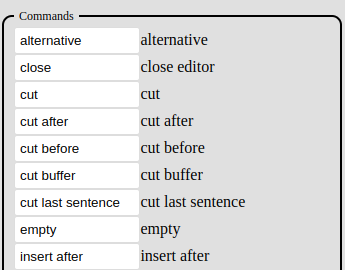 Commands
alternative alternative
close close editor
cut cut
cut after cut after
cut before cut before
cut buffer cut buffer
cut last sentence cut last sentence
empty empty
insert after insert after